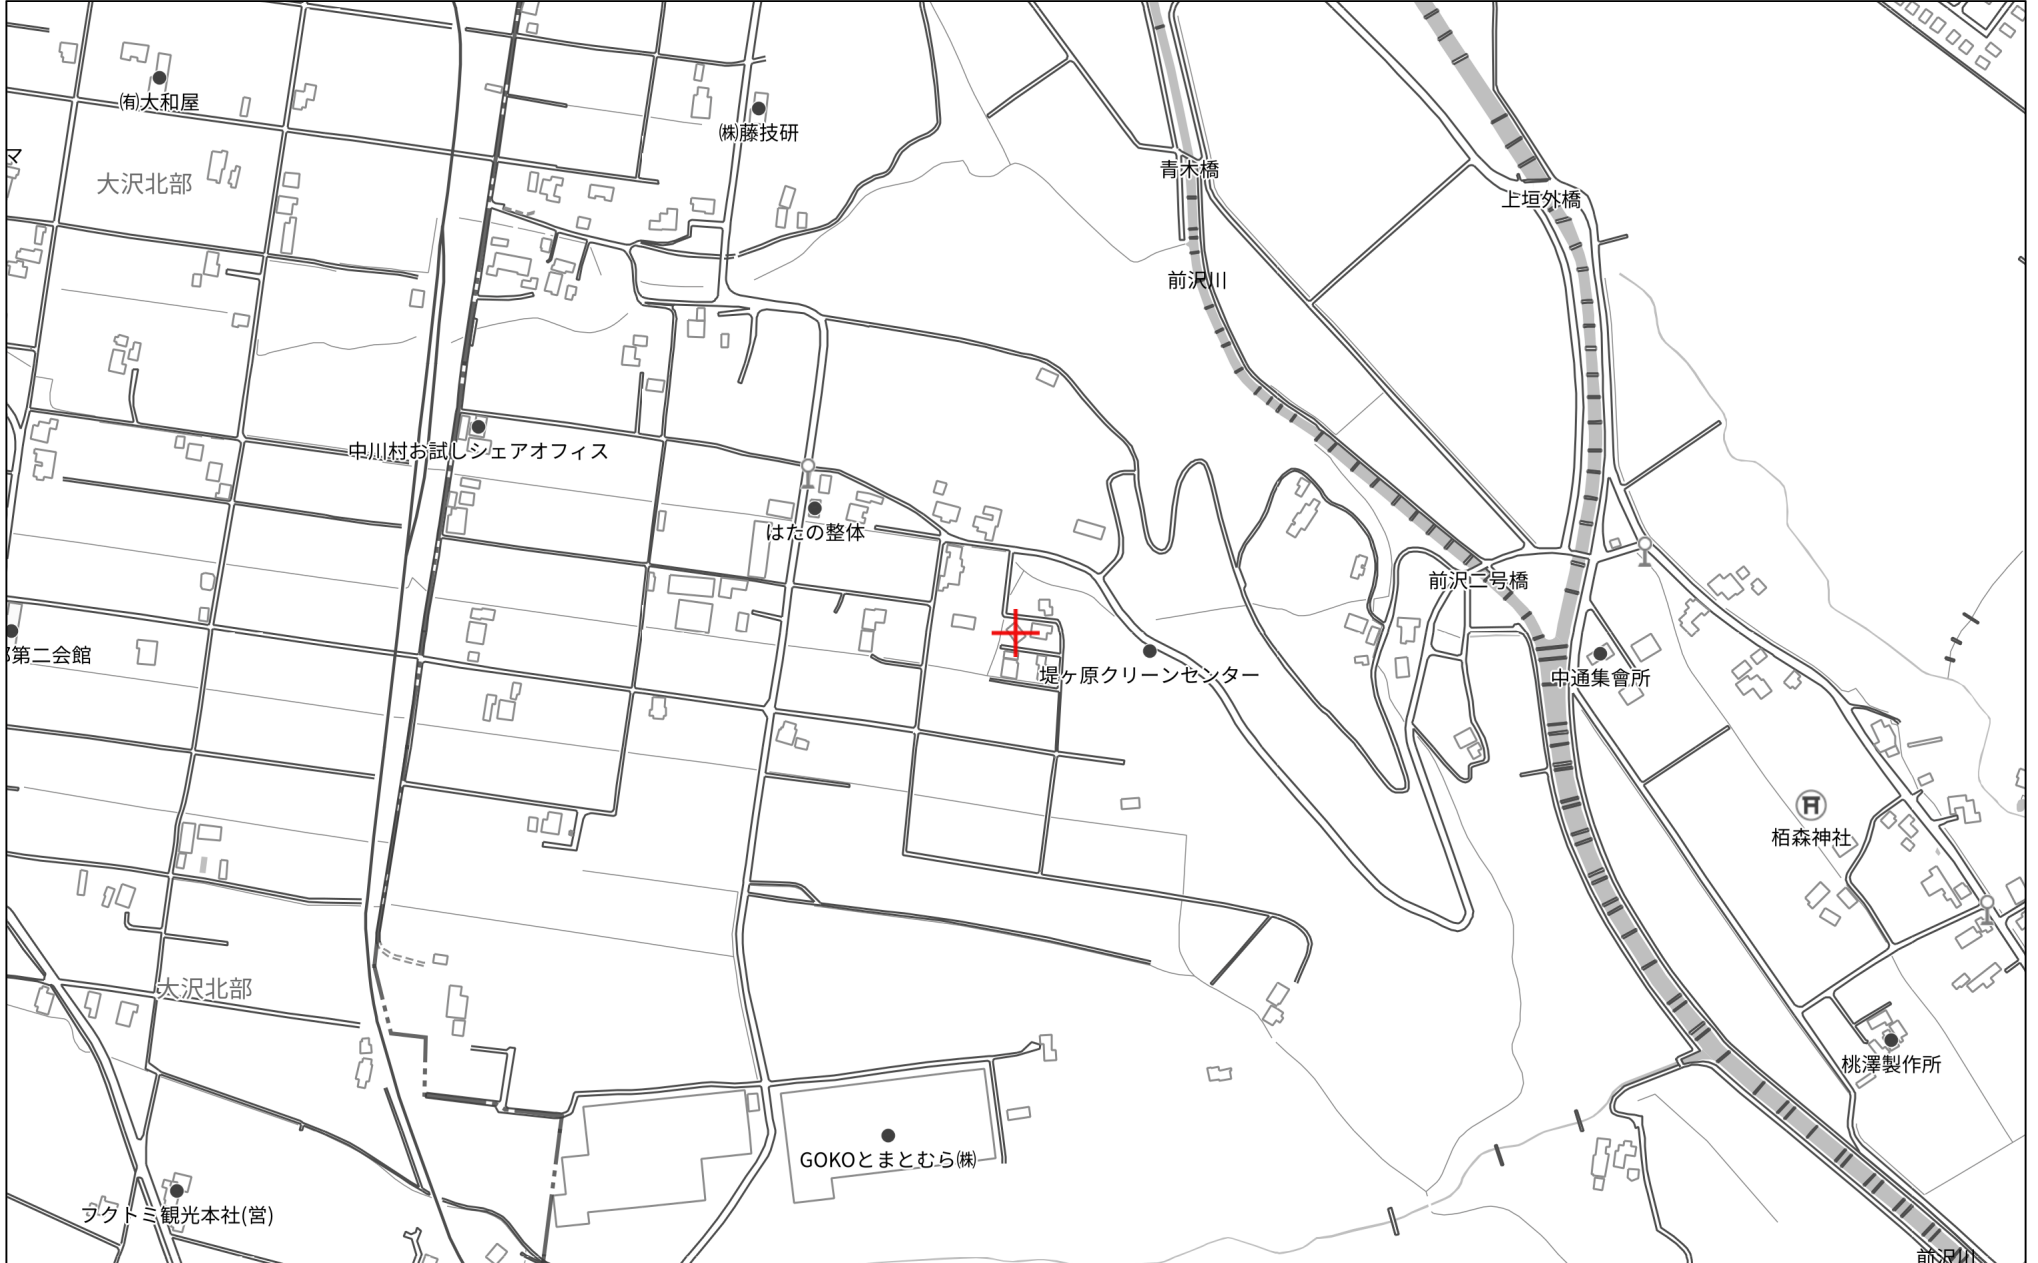 ㈲大和屋
㈱藤技研
マ
青木橋
大沢北部
上垣外橋
前沢川
中川村お試しシェアオフィス
はたの整体
前沢二号橋
第二会館
堤ヶ原クリーンセンター
中通集會所
栢森神社
大沢北部
桃澤製作所
GOKOとまとむら㈱
フクトミ観光本社(営)
前沢川